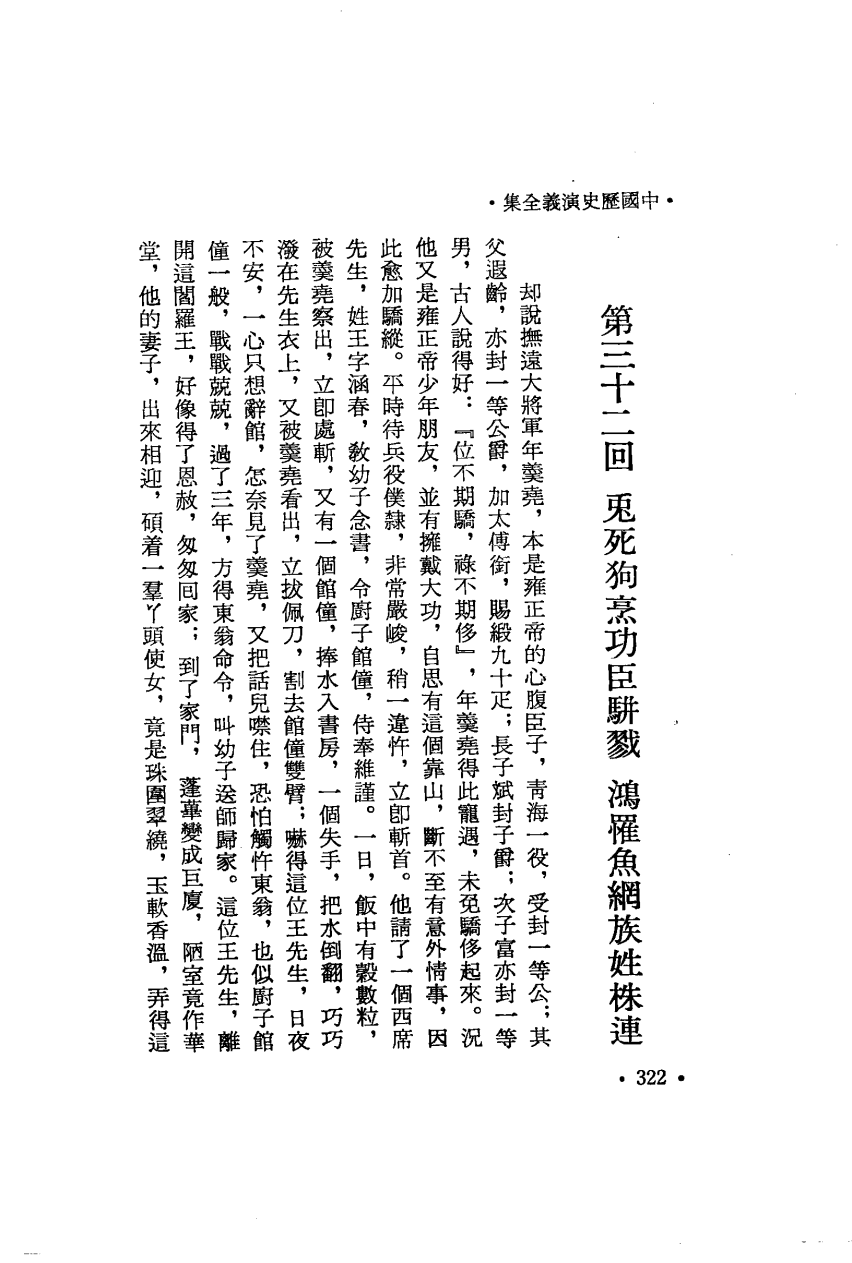 •中國歷史演義全集•
第三十二回 兎死狗烹功臣駢戮 鴻罹魚網族姓株連
却說撫遠大將軍年羹堯，本是雍正帝的心腹臣子，青海一役，受封一等公；其
父遐齡，亦封一等公爵，加太傅銜，賜緞九十疋；長子斌封子爵；次子富亦封一等
男，古人說得好：『位不期驕，祿不期侈』，年羹堯得此寵遇，未免驕侈起來。況
他又是雍正帝少年朋友，並有擁戴大功，自思有這個靠山，斷不至有意外情事，因
此愈加驕縱。平時待兵役僕隸，非常嚴峻，稍一違忤，立卽斬首。他請了一個西席
先生，姓王字涵春，敎幼子念書，令廚子館僮，侍奉維謹。一日，飯中有穀數粒，
被羹堯察出，立卽處斬，又有一個館僮，捧水入書房，一個失手，把水倒翻，巧巧
潑在先生衣上，又被羹堯看出，立拔佩刀，割去館僮雙臂；嚇得這位王先生，日夜
不安，一心只想辭館，怎奈見了羹堯，又把話兒噤住，恐怕觸忤東翁，也似廚子館
僮一般，戰戰兢兢，過了三年，方得東翁命令，叫幼子送師歸家。這位王先生，離
開這閻羅王，好像得了恩赦，匆匆回家；到了家門，蓬蓽變成巨廈，陋室竟作華
堂，他的妻子，出來相迎，碩着一羣丫頭使女，竟是珠圍翠繞，玉軟香溫，弄得這
•322•